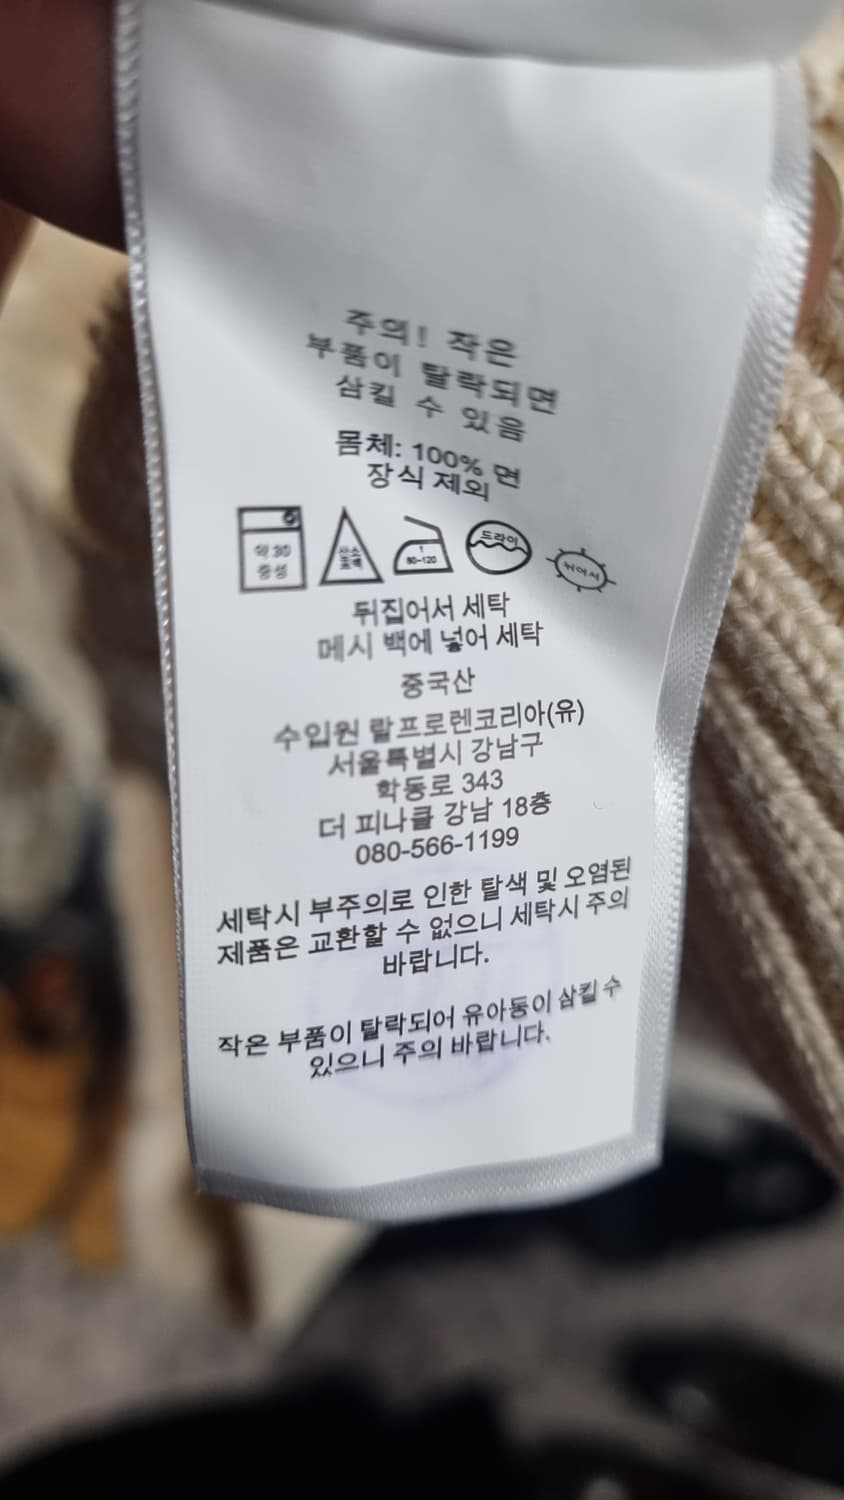 주의! 작은
부품이 탈락되면
삼킬 수 있음
몸체: 100% 면
장식 제외
약 30
중성
산소
표백
1
80-120
드라이
뉘어서
뒤집어서 세탁
메시 백에 넣어 세탁
중국산
수입원 랄프로렌코리아(유)
서울특별시 강남구
학동로 343
더 피나클 강남 18층
080-566-1199
세탁시 부주의로 인한 탈색 및 오염된
제품은 교환할 수 없으니 세탁시 주의
바랍니다.
작은 부품이 탈락되어 유아동이 삼킬 수
있으니 주의 바랍니다.